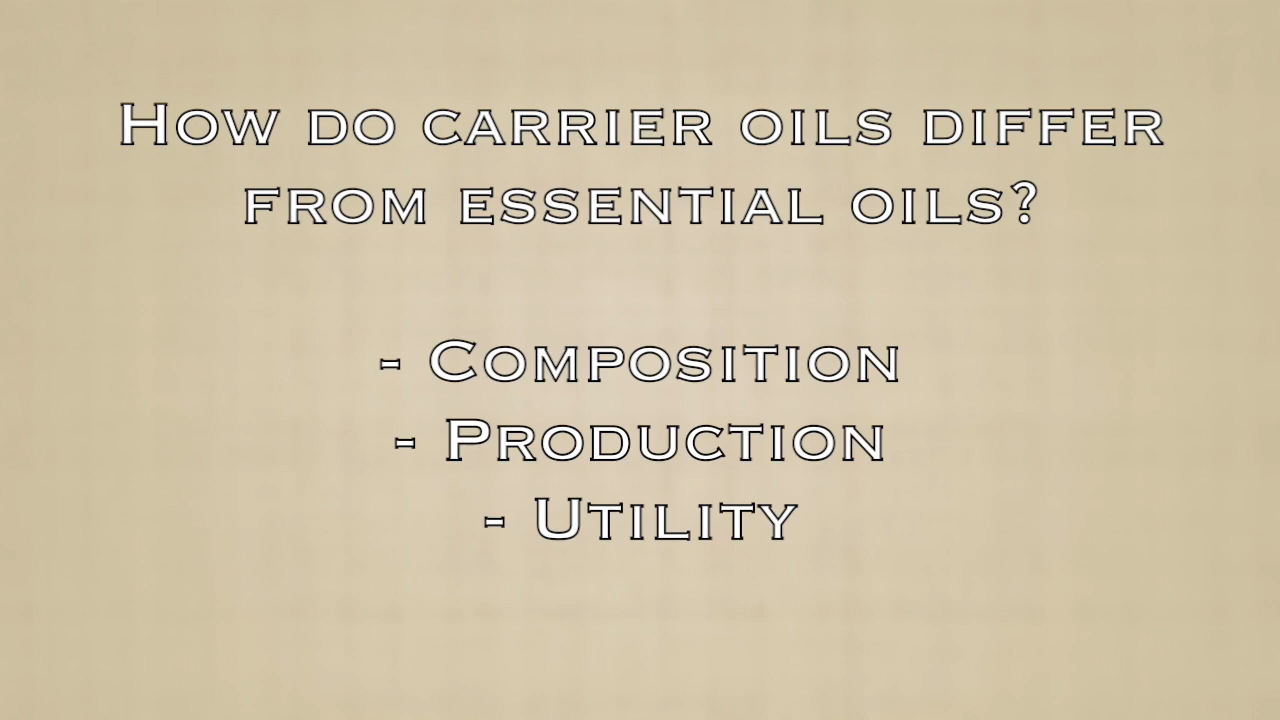 How do carrier oils differ
from essential oils?
- Composition
- Production
- Utility